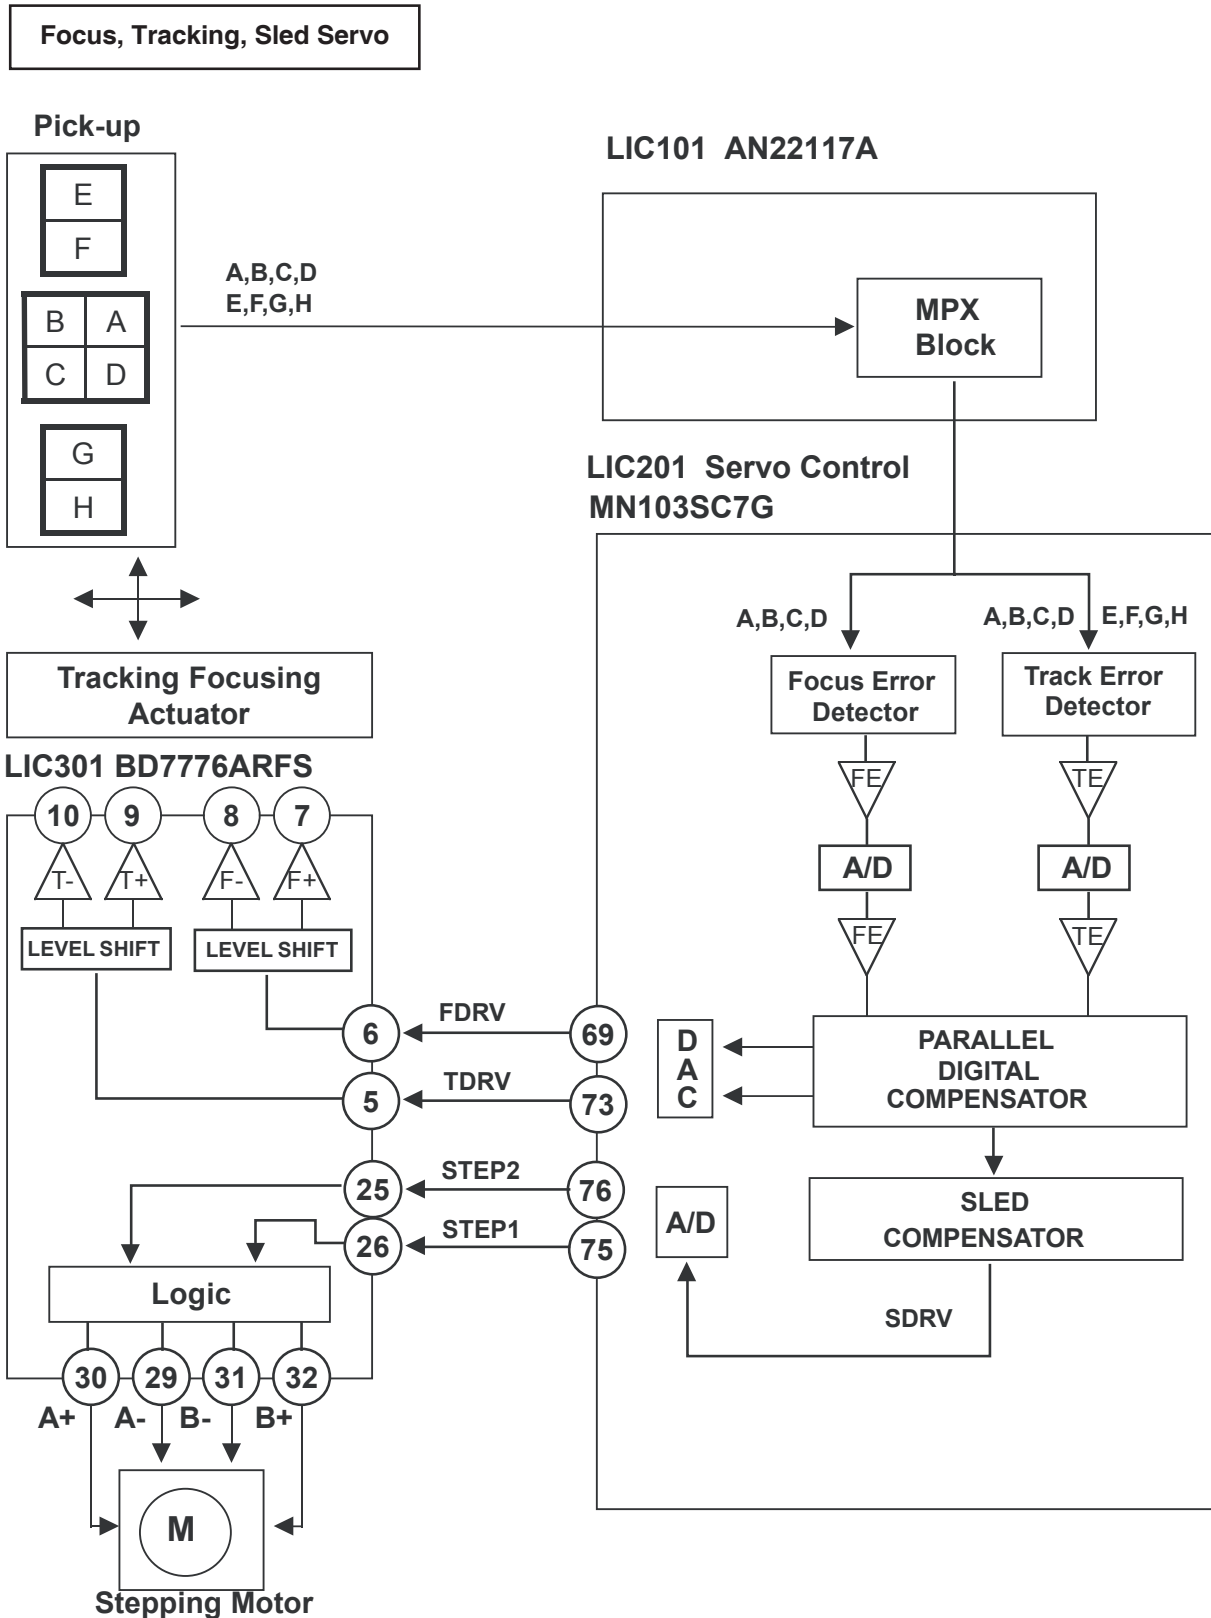 Focus, Tracking, Sled Servo
Pick-up
E
F
B A
C D
G
H
A,B,C,D
E,F,G,H
LIC101 AN22117A
MPX
Block
LIC201 Servo Control
MN103SC7G
A,B,C,D
A,B,C,D E,F,G,H
Focus Error
Detector
Track Error
Detector
FE
TE
A/D
A/D
FE
TE
PARALLEL
DIGITAL
COMPENSATOR
D
A
C
SLED
COMPENSATOR
A/D
SDRV
Tracking Focusing
Actuator
LIC301 BD7776ARFS
10 9 8 7
T- T+ F- F+
LEVEL SHIFT
LEVEL SHIFT
6 FDRV 69
5 TDRV 73
25 STEP2 76
26 STEP1 75
Logic
30 29 31 32
A+ A- B- B+
M
Stepping Motor